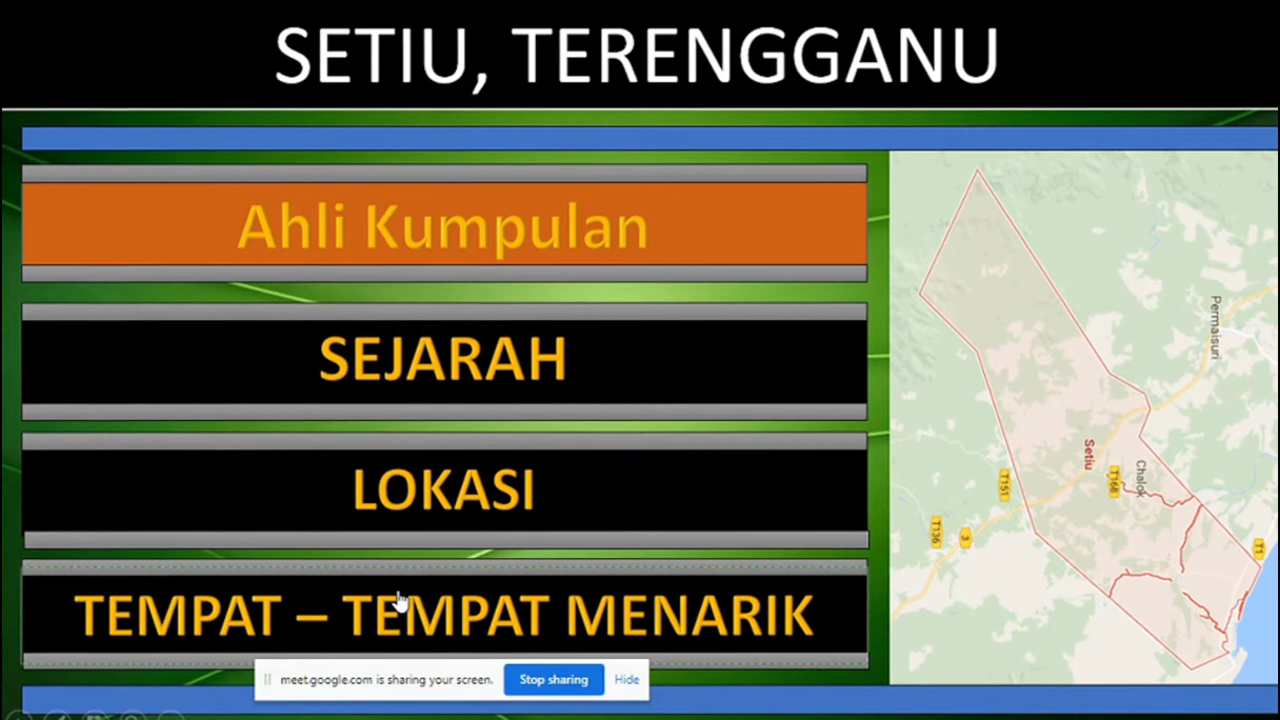 SETIU, TERENGGANU
Ahli Kumpulan
SEJARAH
LOKASI
TEMPAT – TEMPAT MENARIK
Permaisuri
Setiu
Chalok
T168
T151
T136
3
T1
meet.google.com is sharing your screen.
Stop sharing
Hide